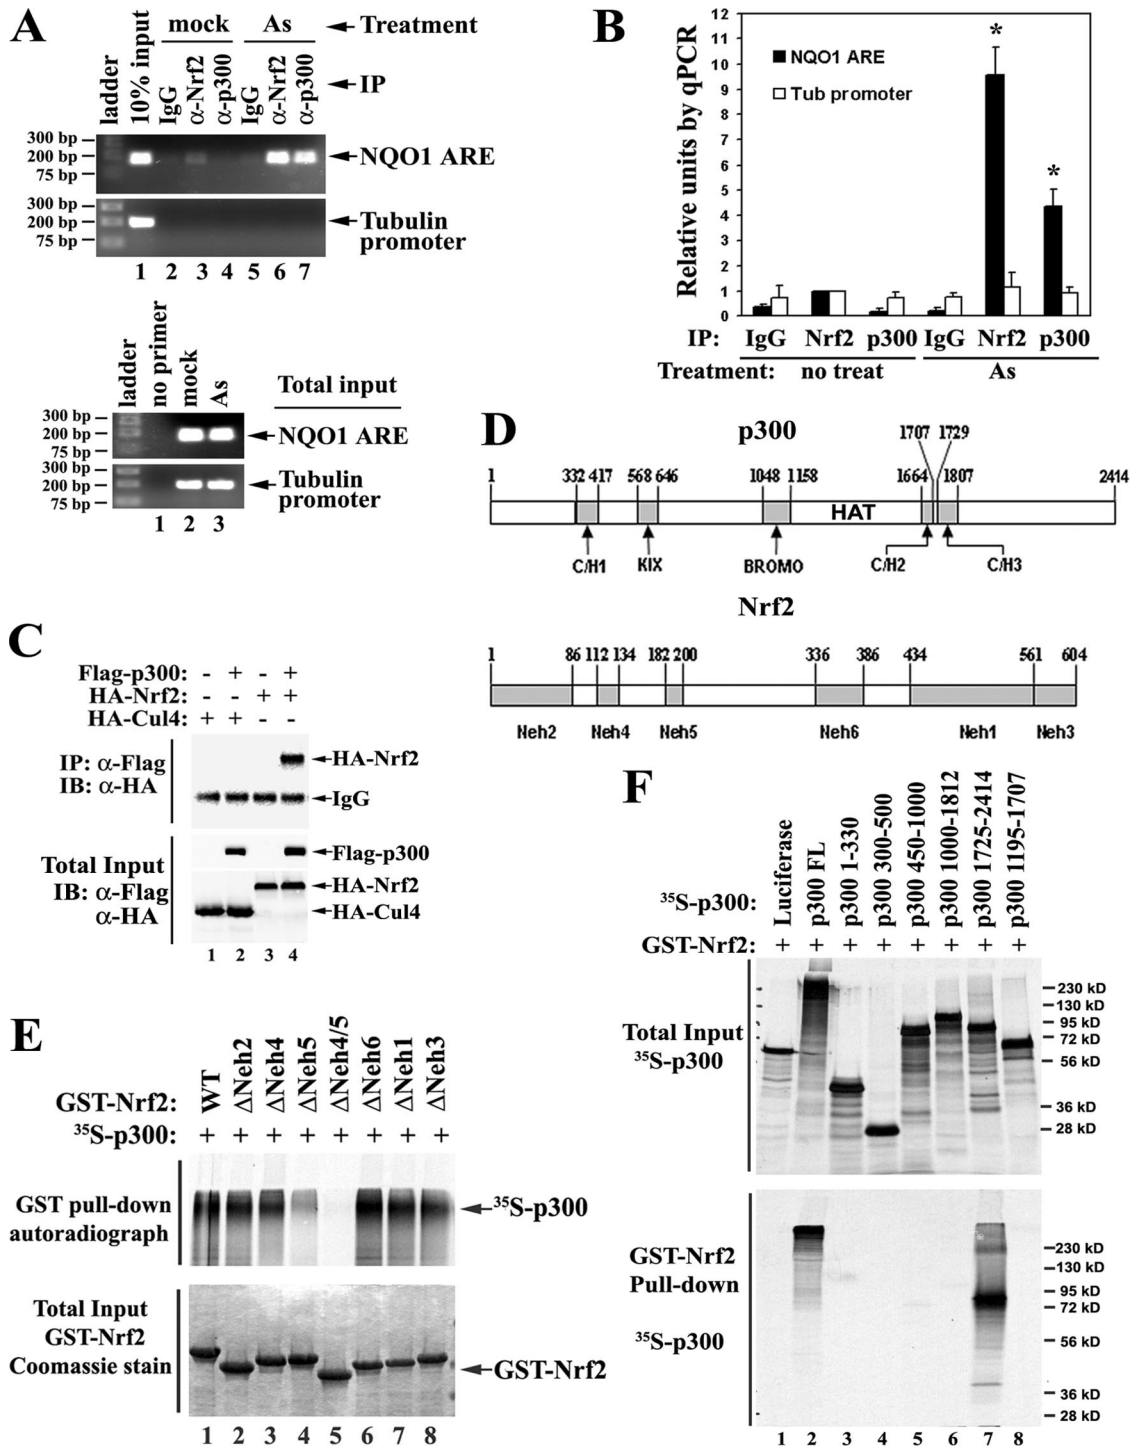 A
ladder
10% input
mock
As
Treatment
IgG
α-Nrf2
α-p300
IgG
α-Nrf2
α-p300
IP
300 bp
200 bp
75 bp
NQO1 ARE
300 bp
200 bp
75 bp
Tubulin
promoter
1 2 3 4 5 6 7
ladder
no primer
mock
As
Total input
300 bp
200 bp
75 bp
NQO1 ARE
300 bp
200 bp
75 bp
Tubulin
promoter
1 2 3
B
Relative units by qPCR
12
11
10
9
8
7
6
5
4
3
2
1
0
NQO1 ARE
Tub promoter
*
*
IP: IgG Nrf2 p300 IgG Nrf2 p300
Treatment: no treat As
C
Flag-p300: - + - +
HA-Nrf2: - - + +
HA-Cul4: + + - -
IP: α-Flag
IB: α-HA
HA-Nrf2
IgG
Total Input
IB: α-Flag
α-HA
Flag-p300
HA-Nrf2
HA-Cul4
1 2 3 4
D
p300
1707 1729
1 332 417 568 646 1048 1158 1664 1807 2414
HAT
C/H1 KIX BROMO C/H2 C/H3
Nrf2
1 86 112 134 182 200 336 386 434 561 604
Neh2 Neh4 Neh5 Neh6 Neh1 Neh3
E
GST-Nrf2:
WT
ΔNeh2
ΔNeh4
ΔNeh5
ΔNeh4/5
ΔNeh6
ΔNeh1
ΔNeh3
35S-p300: + + + + + + + +
GST pull-down
autoradiograph
35S-p300
Total Input
GST-Nrf2
Coomassie stain
GST-Nrf2
1 2 3 4 5 6 7 8
F
35S-p300:
Luciferase
p300 FL
p300 1-330
p300 300-500
p300 450-1000
p300 1000-1812
p300 1725-2414
p300 1195-1707
GST-Nrf2: + + + + + + + +
Total Input
35S-p300
230 kD
130 kD
95 kD
72 kD
56 kD
36 kD
28 kD
GST-Nrf2
Pull-down
35S-p300
230 kD
130 kD
95 kD
72 kD
56 kD
36 kD
28 kD
1 2 3 4 5 6 7 8